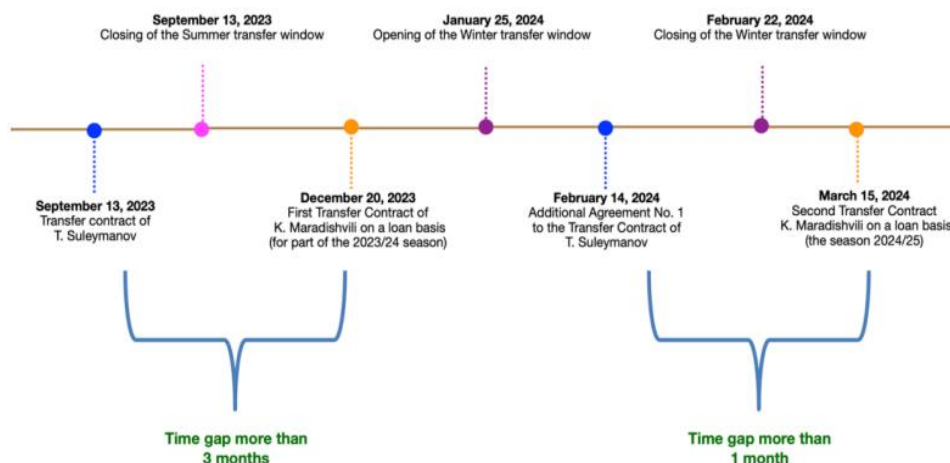 September 13, 2023
Closing of the Summer transfer window
January 25, 2024
Opening of the Winter transfer window
February 22, 2024
Closing of the Winter transfer window
September 13, 2023
Transfer contract of
T. Suleymanov
December 20, 2023
First Transfer Contract of
K. Maradishvili on a loan basis
(for part of the 2023/24 season)
February 14, 2024
Additional Agreement No. 1
to the Transfer Contract of
T. Suleymanov
March 15, 2024
Second Transfer Contract
K. Maradishvili on a loan basis
(the season 2024/25)
Time gap more than
3 months
Time gap more than
1 month